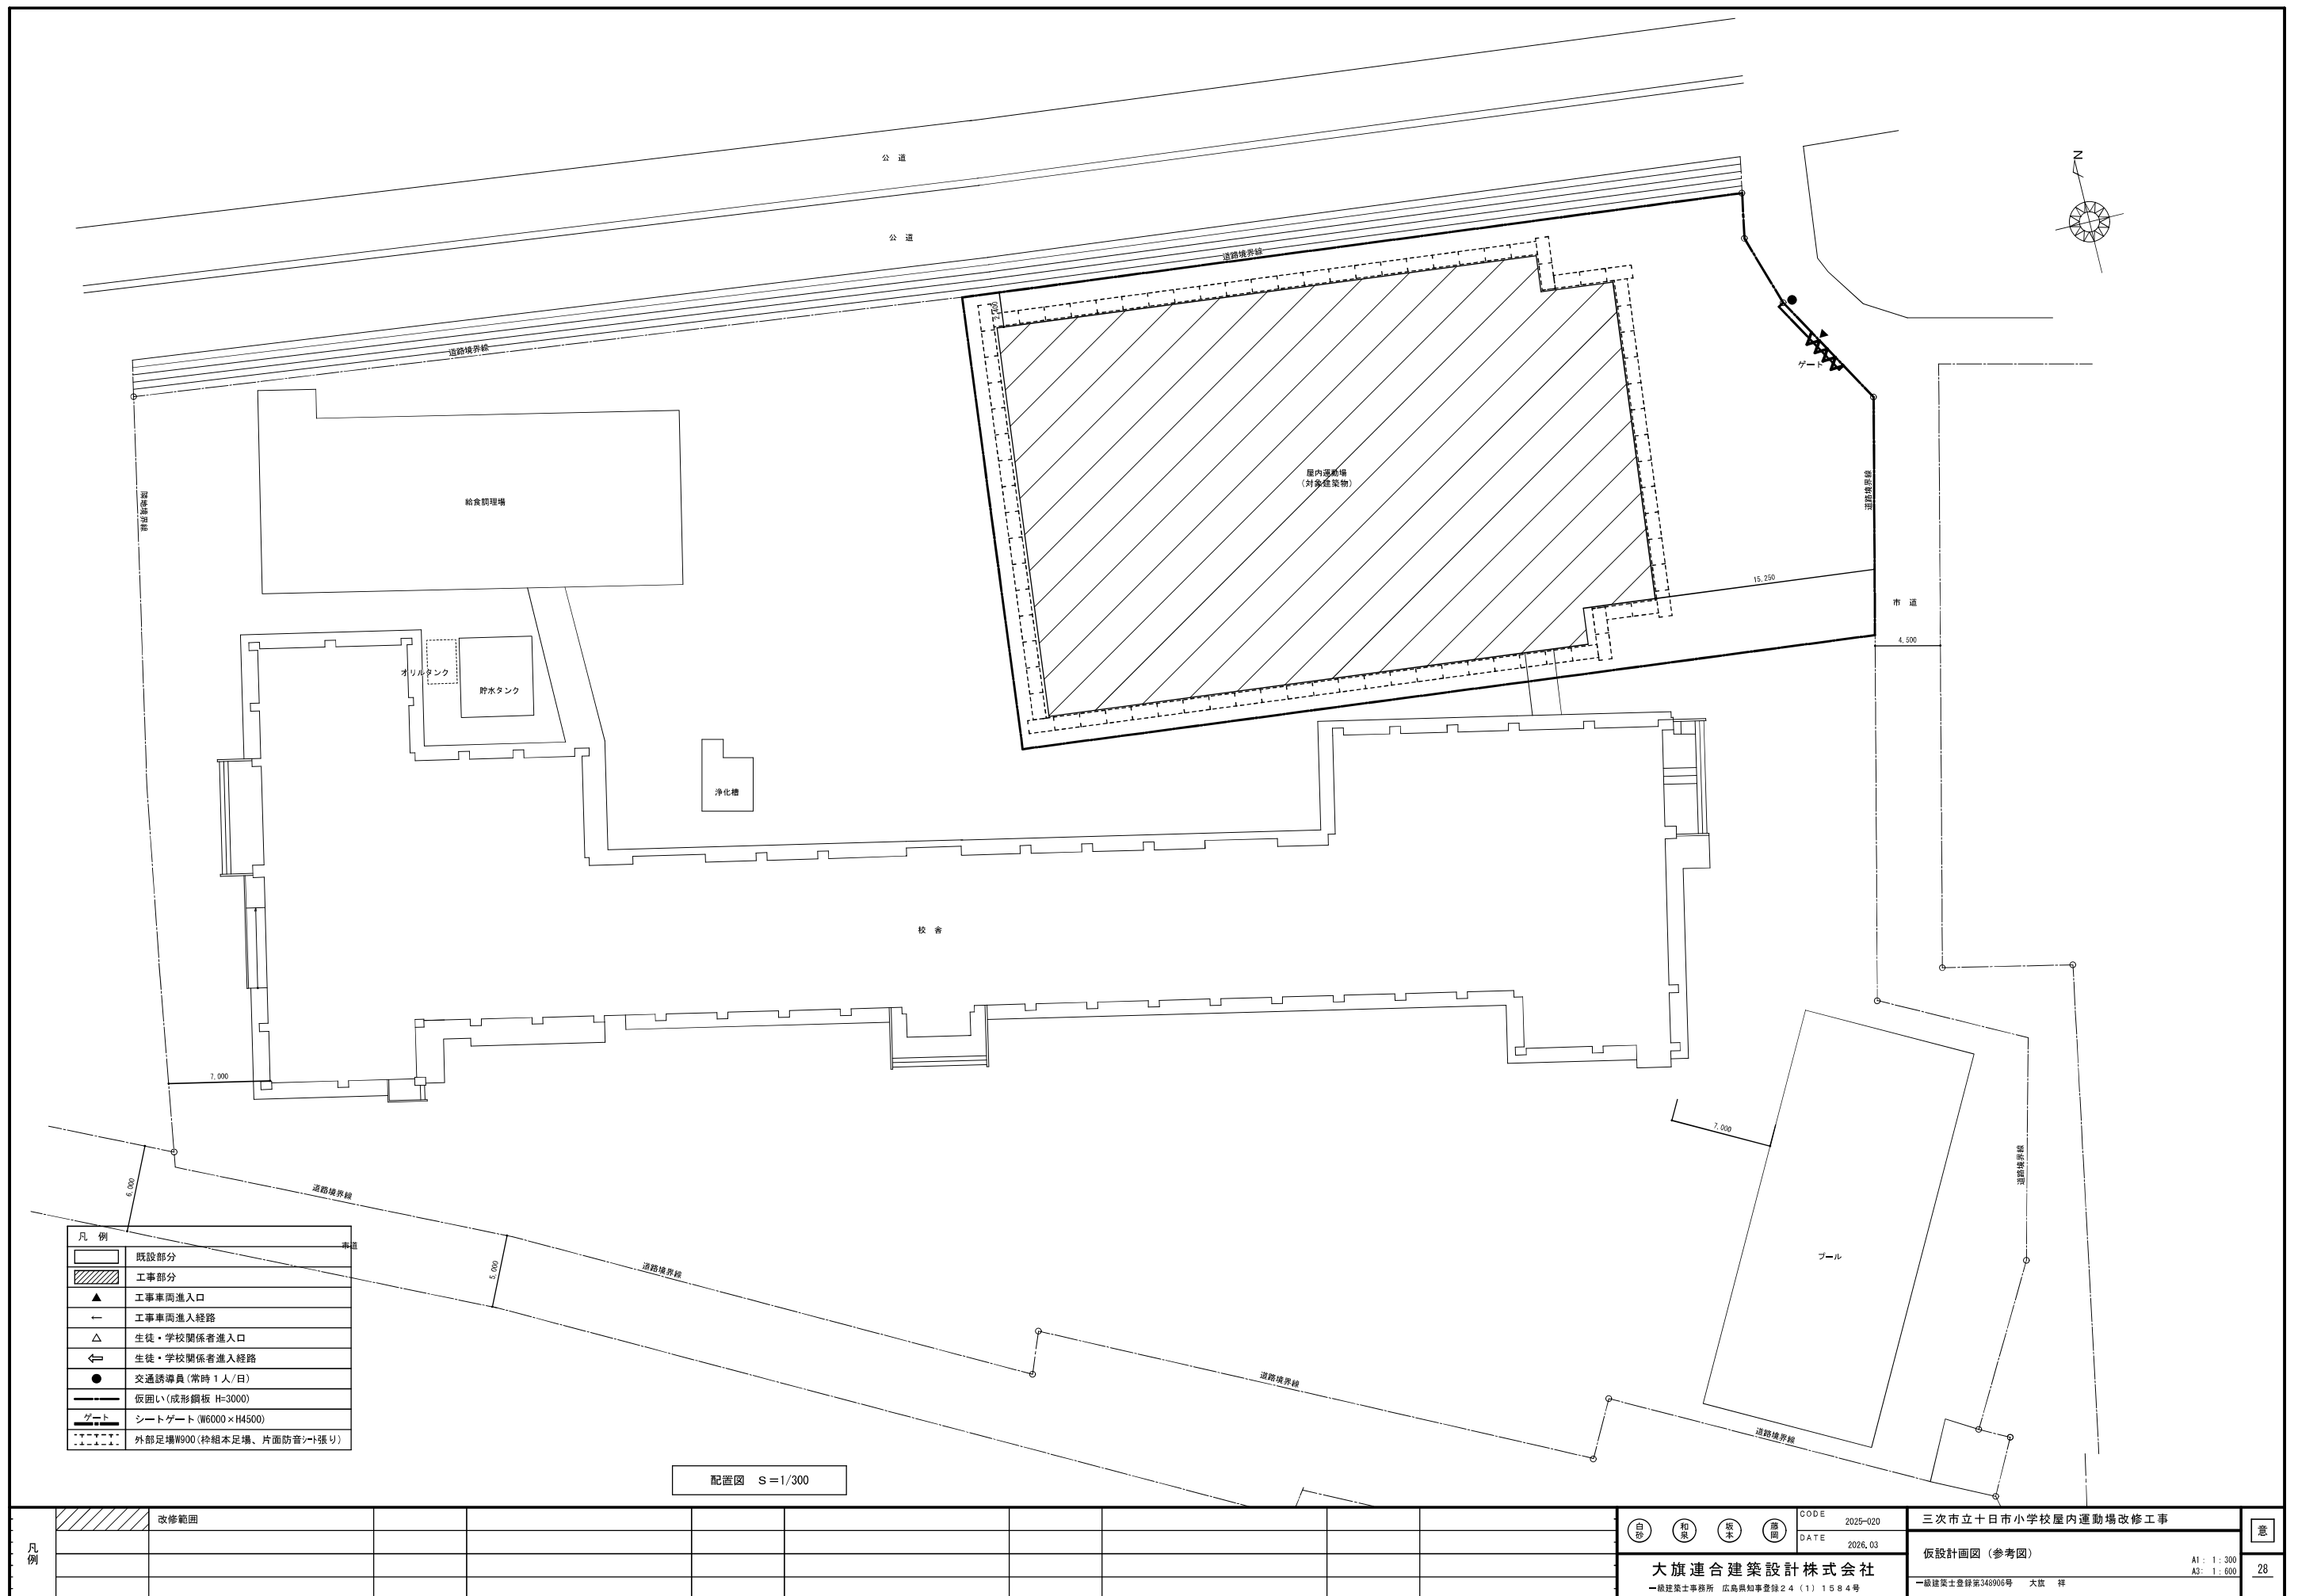 公 道
公 道
道路境界線
道路境界線
N
ゲート
隣地境界線
給食調理場
屋内運動場
(対象建築物)
道路境界線
15,250
市 道
4,500
オリルタンク
貯水タンク
浄化槽
校 舎
7,000
7,000
6,000
5,000
道路境界線
道路境界線
道路境界線
道路境界線
道路境界線
プール
市道
凡 例
既設部分
工事部分
▲ 工事車両進入口
← 工事車両進入経路
△ 生徒・学校関係者進入口
⇦ 生徒・学校関係者進入経路
● 交通誘導員(常時1人/日)
仮囲い(成形鋼板 H=3000)
ゲート シートゲート(W6000×H4500)
外部足場W900(枠組本足場、片面防音シート張り)
配置図 S=1/300
凡例
改修範囲
白砂 和泉 坂本 藤岡
CODE 2025-020
DATE 2026.03
大旗連合建築設計株式会社
一級建築士事務所 広島県知事登録24(1)1584号
三次市立十日市小学校屋内運動場改修工事
仮設計画図(参考図)
A1: 1:300
A3: 1:600
一級建築士登録第348906号 大旗 祥
意
28